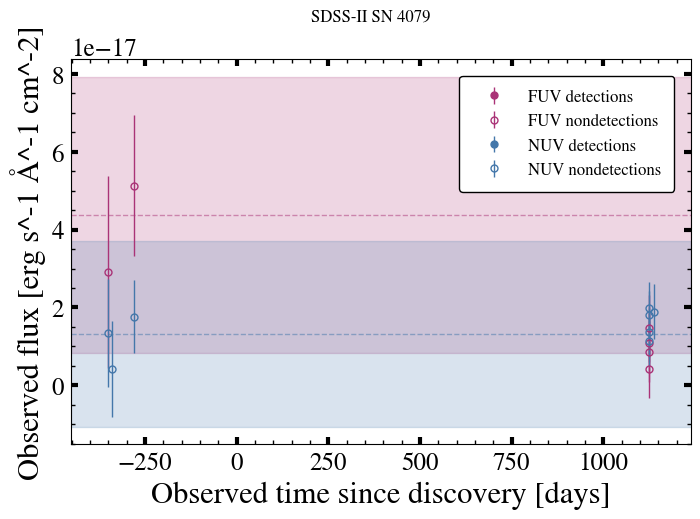 SDSS-II SN 4079
1e−17
Observed flux [erg s^-1 Å^-1 cm^-2]
8
6
4
2
0
FUV detections
FUV nondetections
NUV detections
NUV nondetections
−250
0
250
500
750
1000
Observed time since discovery [days]